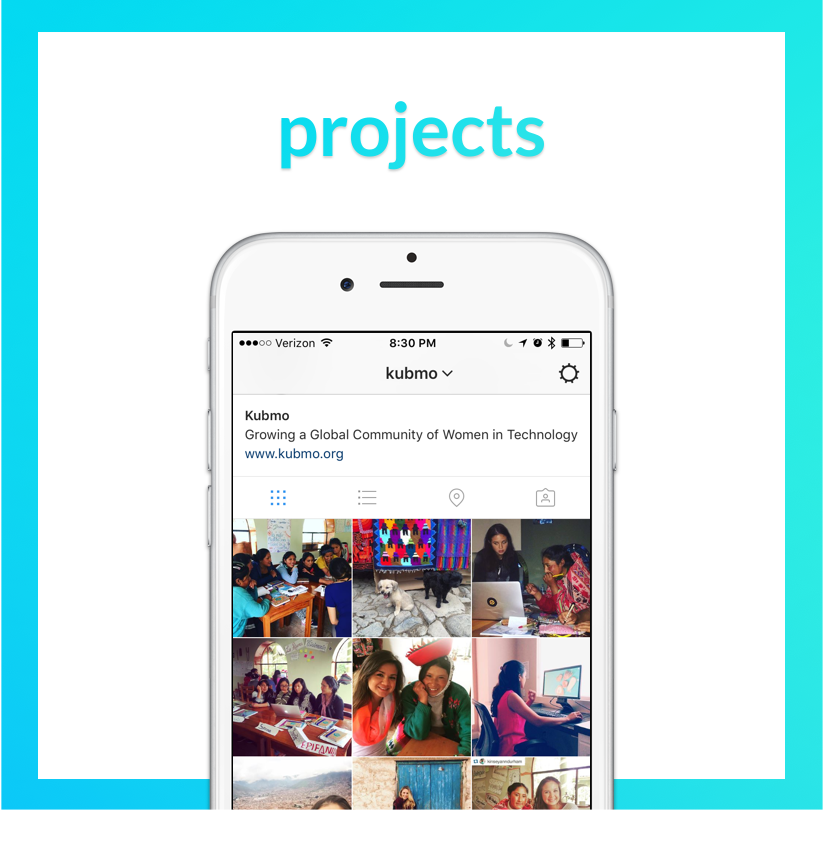 projects
Verizon 8:30 PM
kubmo
Kubmo
Growing a Global Community of Women in Technology
www.kubmo.org
EPIFANI